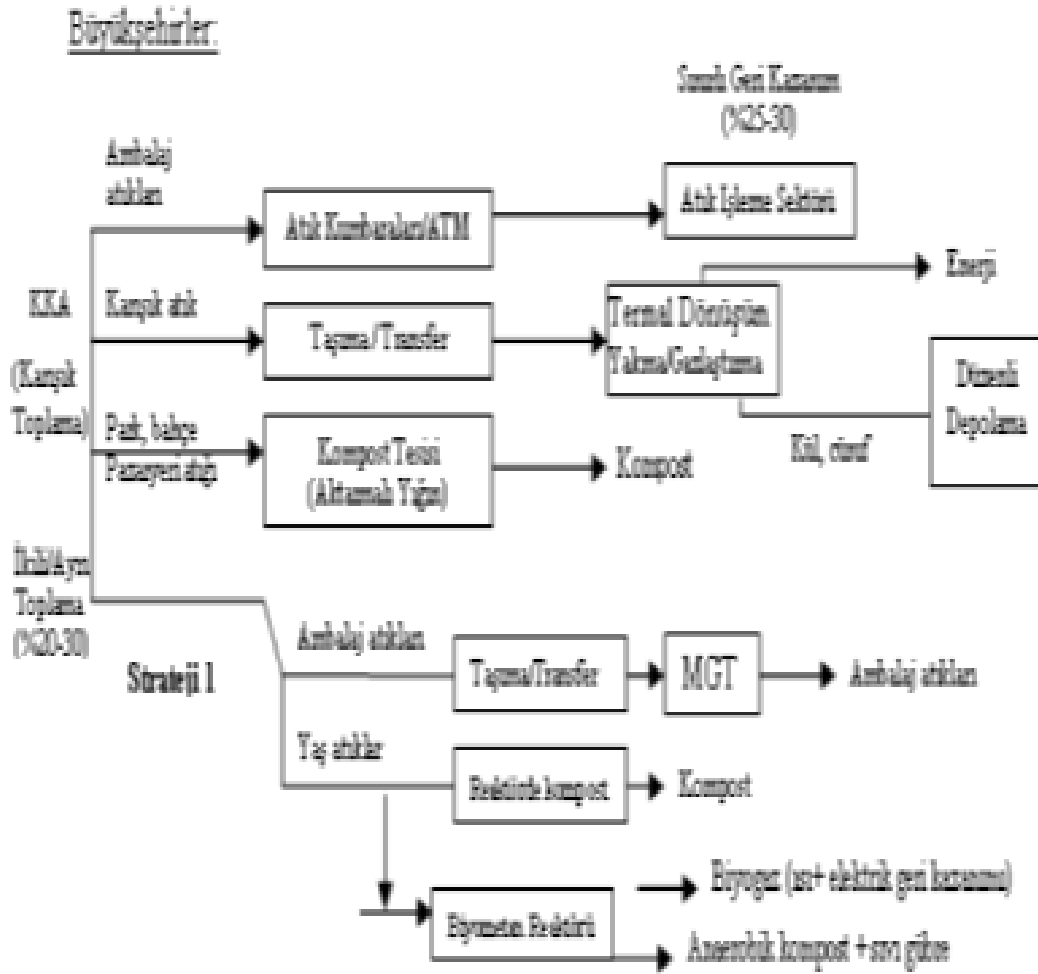 Büyükşehirler:
Sınırlı Geri Kazanım
(%25-30)
Ambalaj
atıkları
Atık Kumbaraları/ATM
Atık İşleme Sektörü
Enerji
KKA
Karışık atık
Taşıma/Transfer
Termal Dönüşüm
Yakma/Gazlaştırma
(Karışık
Toplama)
Düzenli
Depolama
Kül, cüruf
Park, bahçe
Pazaryeri atığı
Kompost Tesisi
(Aktarmalı Yığın)
Kompost
İkili/Ayrı
Toplama
(%20-30)
Strateji 1
Ambalaj atıkları
Taşıma/Transfer
MGT
Ambalaj atıkları
Yaş atıklar
Reaktörde kompost
Kompost
Biyometan Reaktörü
Biyogaz (ısı+ elektrik geri kazanımı)
Anaerobik kompost +sıvı gübre